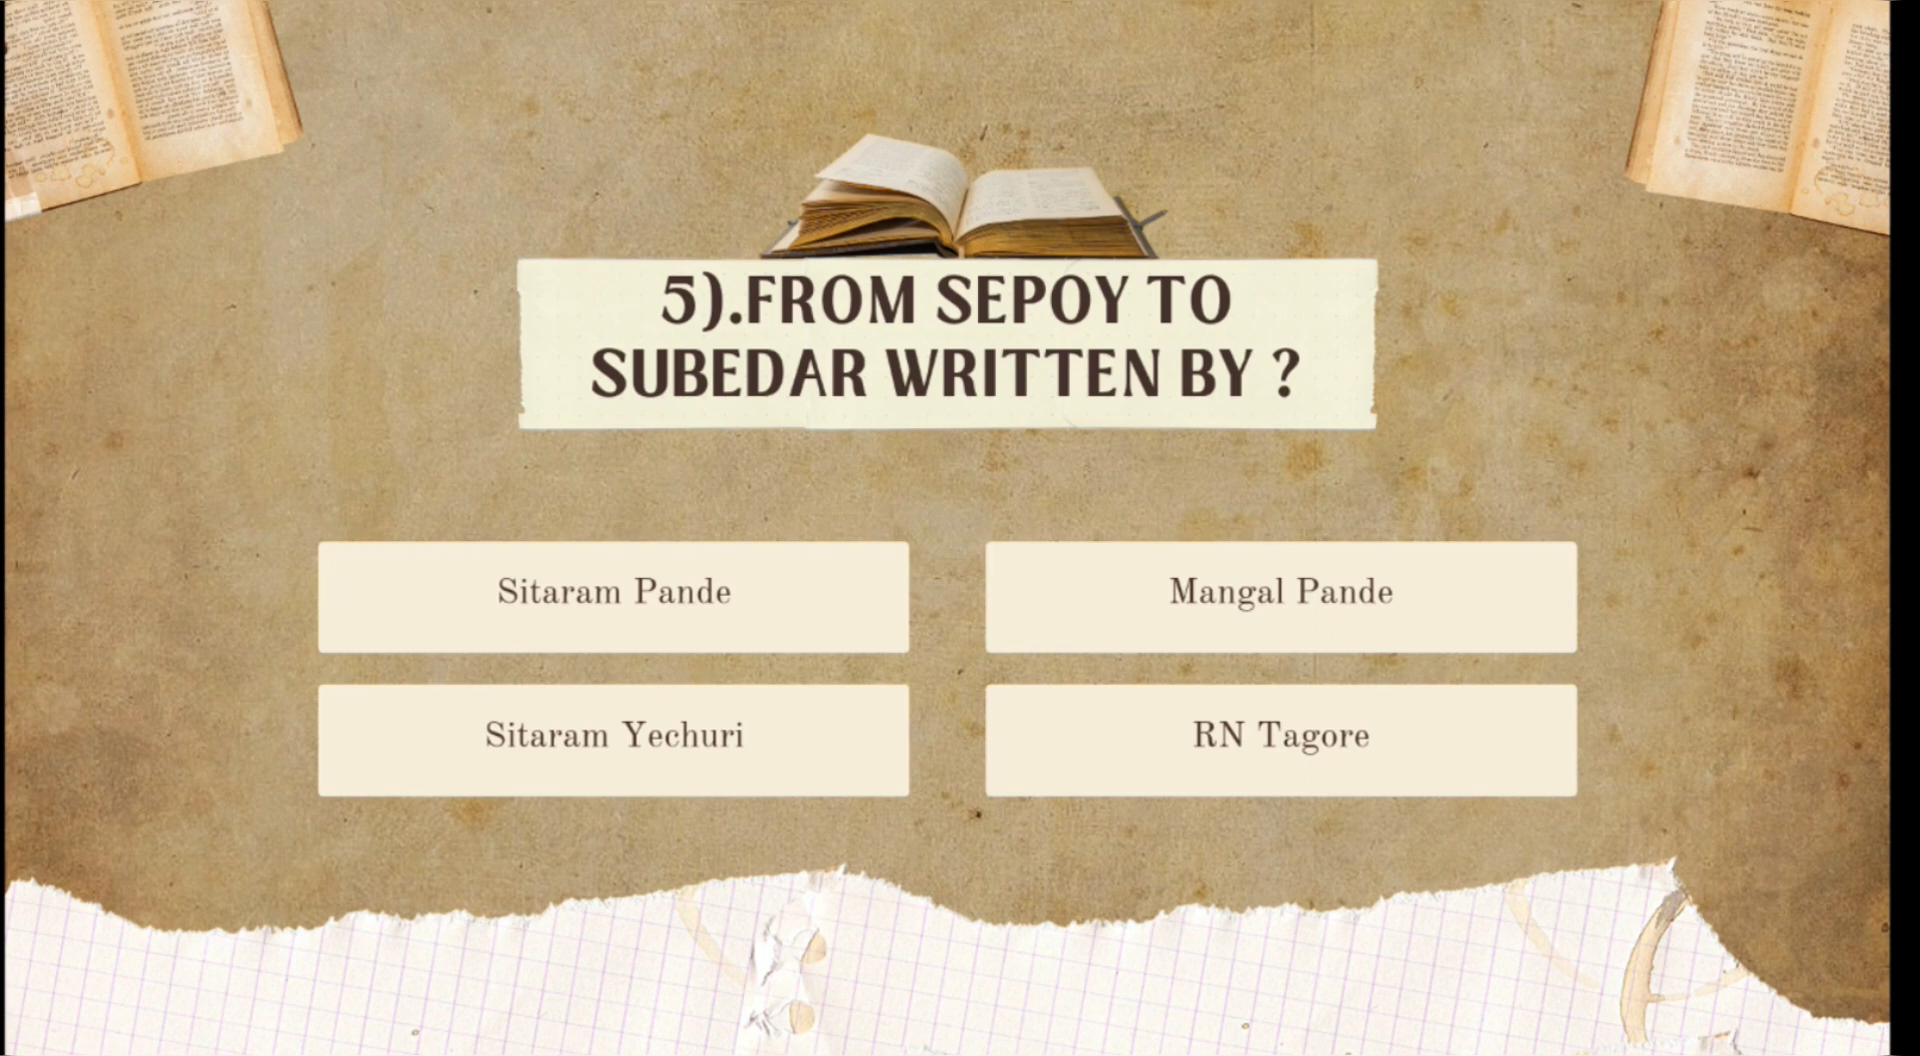 5).FROM SEPOY TO
SUBEDAR WRITTEN BY ?
Sitaram Pande
Mangal Pande
Sitaram Yechuri
RN Tagore